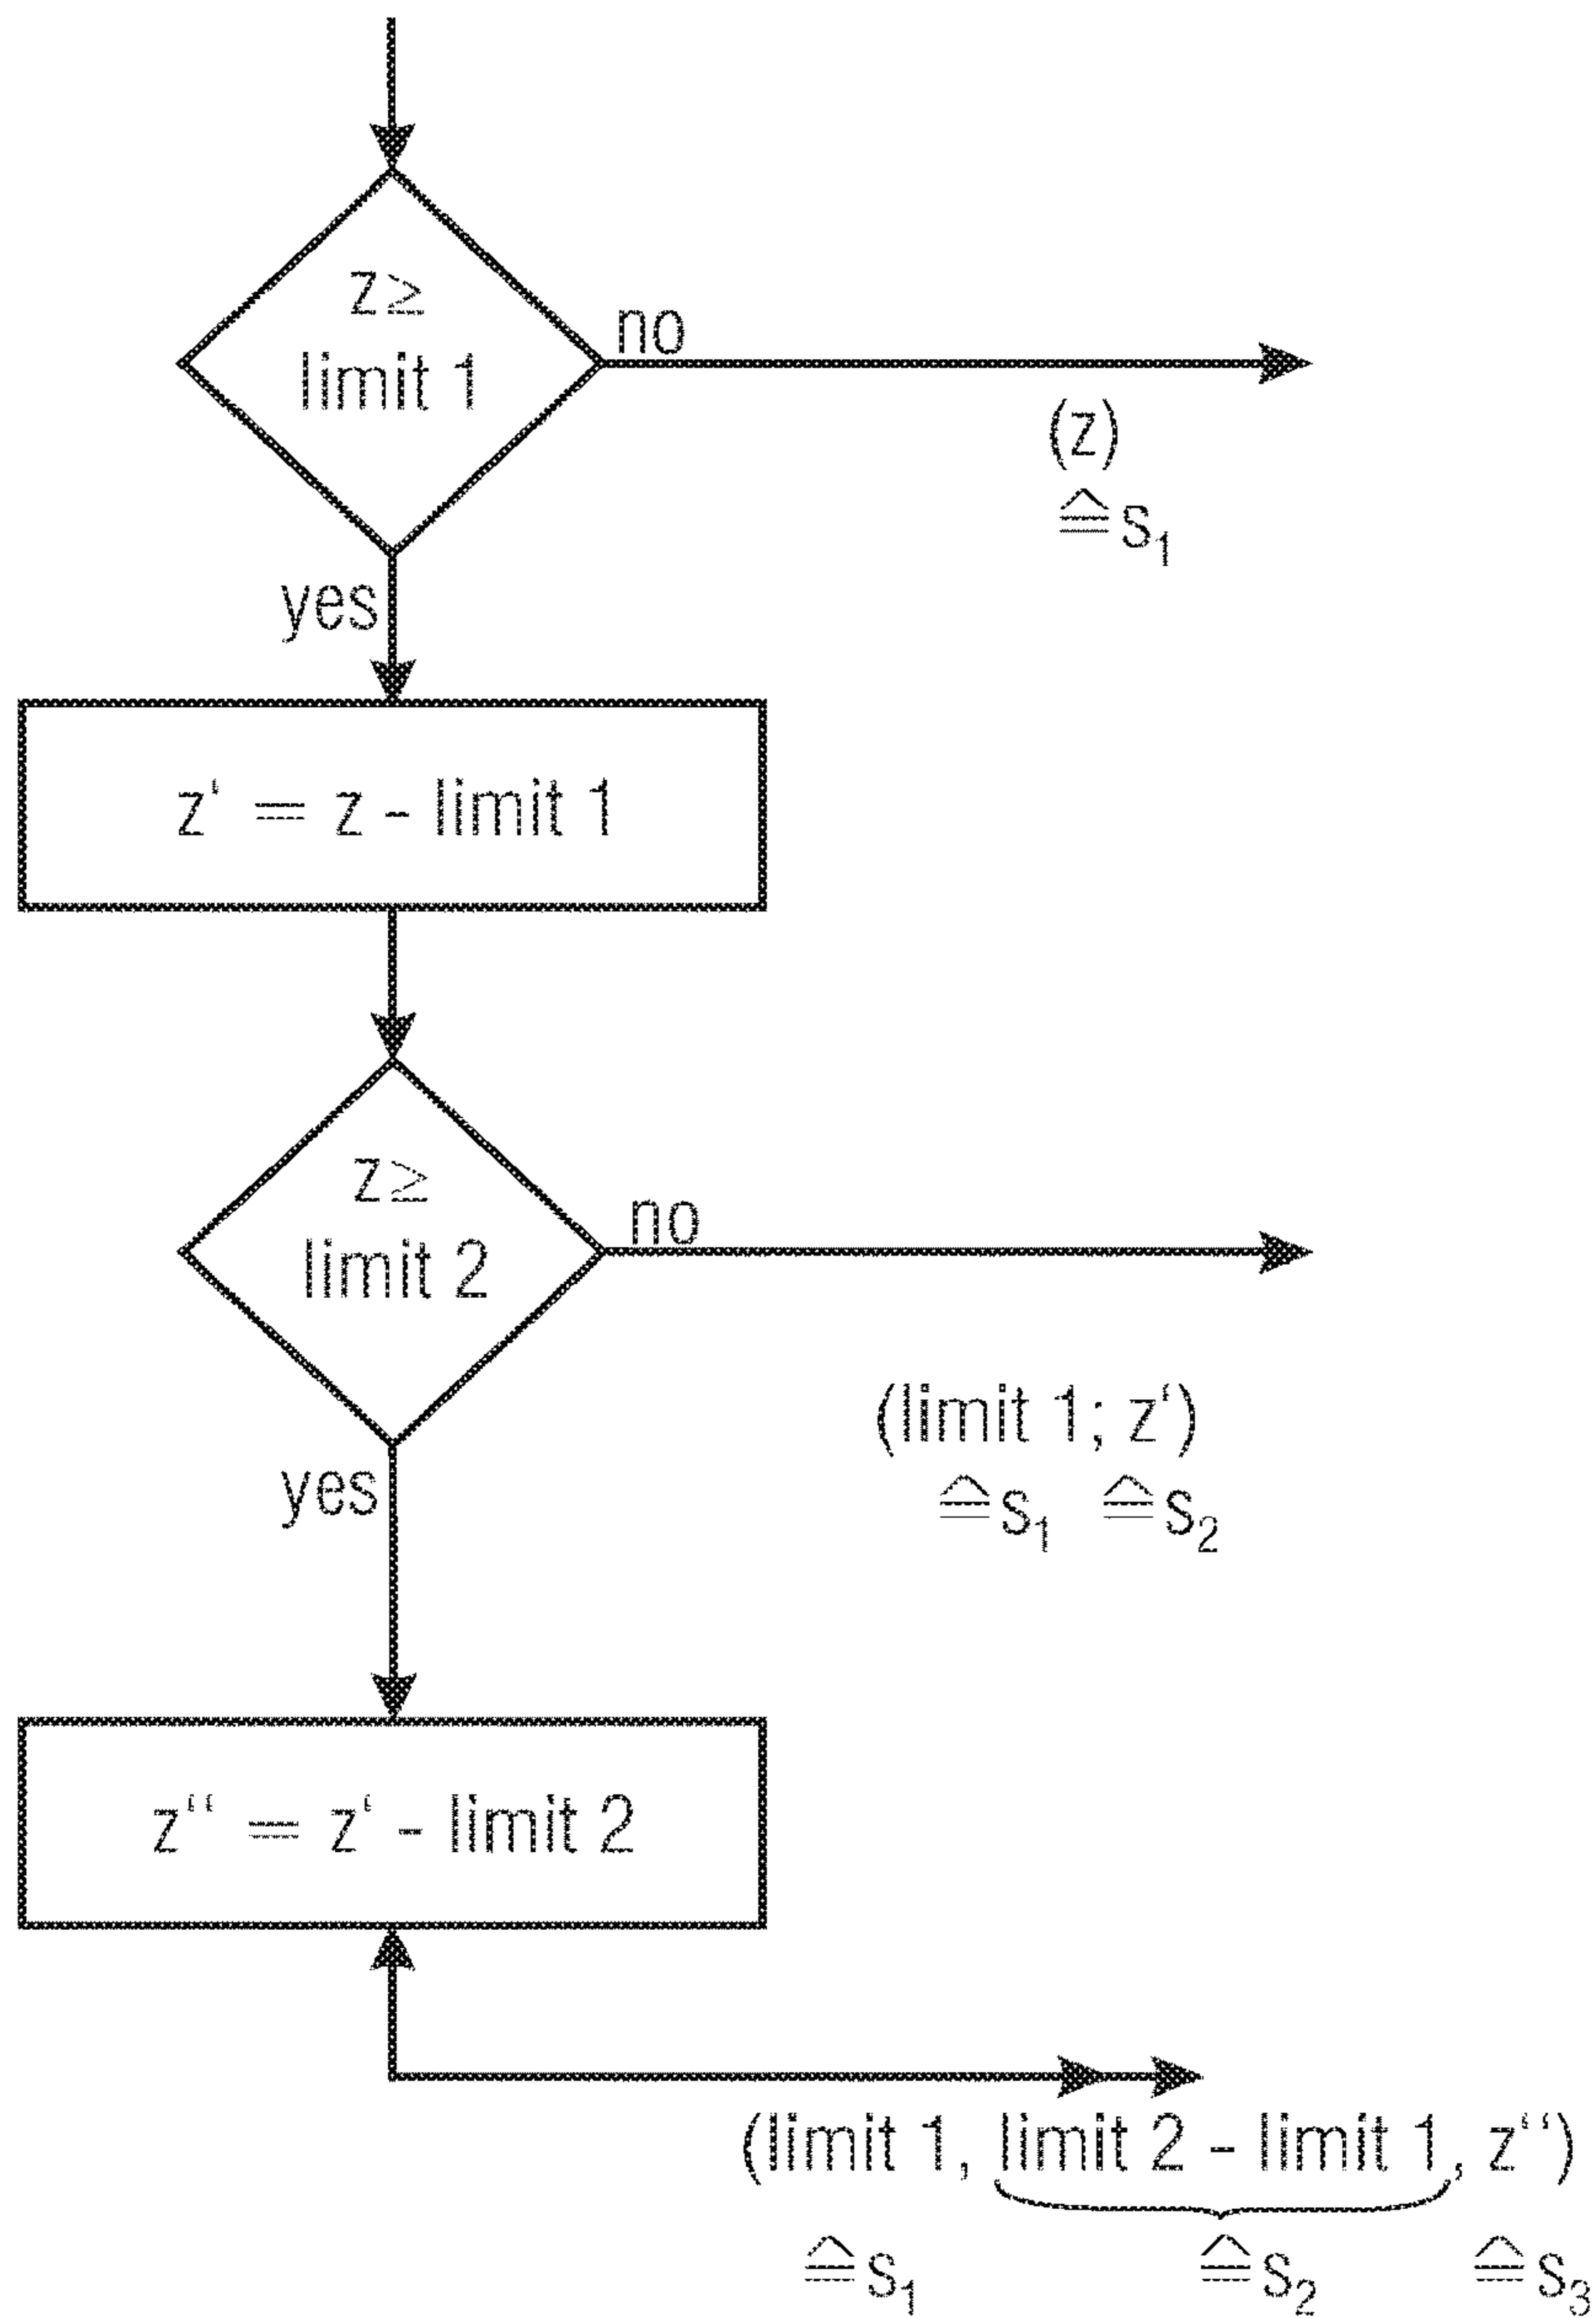 z≥
limit 1
no
(z)
≙s₁
yes
z‘ = z - limit 1
z≥
limit 2
no
(limit 1; z‘)
≙s₁ ≙s₂
yes
z‘‘ = z‘ - limit 2
(limit 1, limit 2 - limit 1, z‘‘)
≙s₁ ≙s₂ ≙s₃